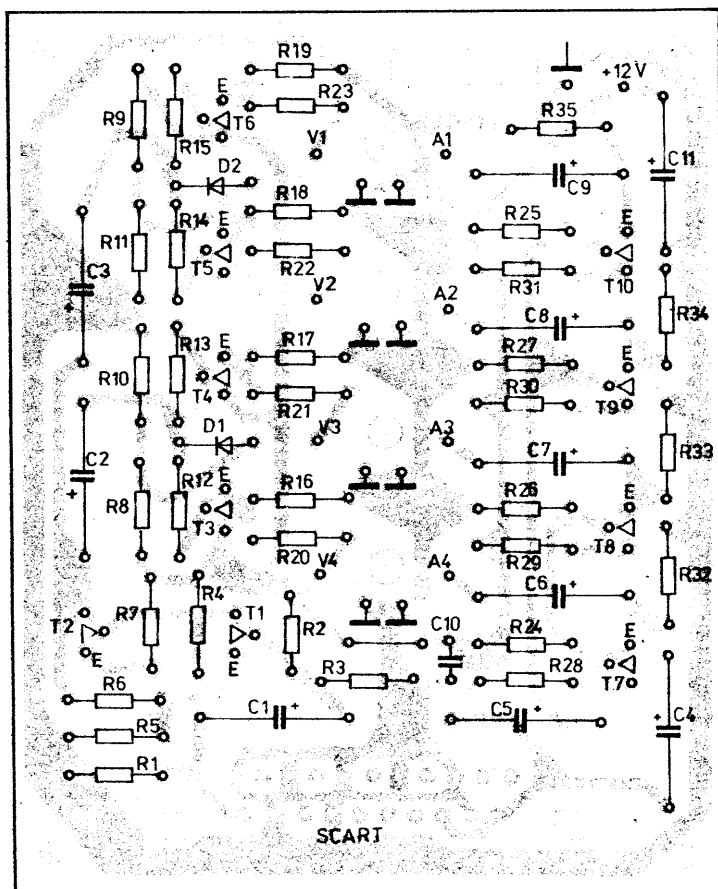 R19
+12V
E
R23
R9
R15
T6
R35
V1
A1
C11
D2
C9
R18
R14
E
R25
E
R11
T5
R22
R31
T10
C3
V2
A2
C8
R34
R13
E
R17
R27
E
R10
T4
R21
R30
T9
D1
V3
A3
C2
C7
R33
R12
E
R16
R26
E
R8
T3
R20
R29
T8
V4
A4
C6
R32
R4
T2
R7
T1
R2
C10
R24
E
E
E
R3
R28
T7
R6
C1
C5
C4
R5
R1
SCART